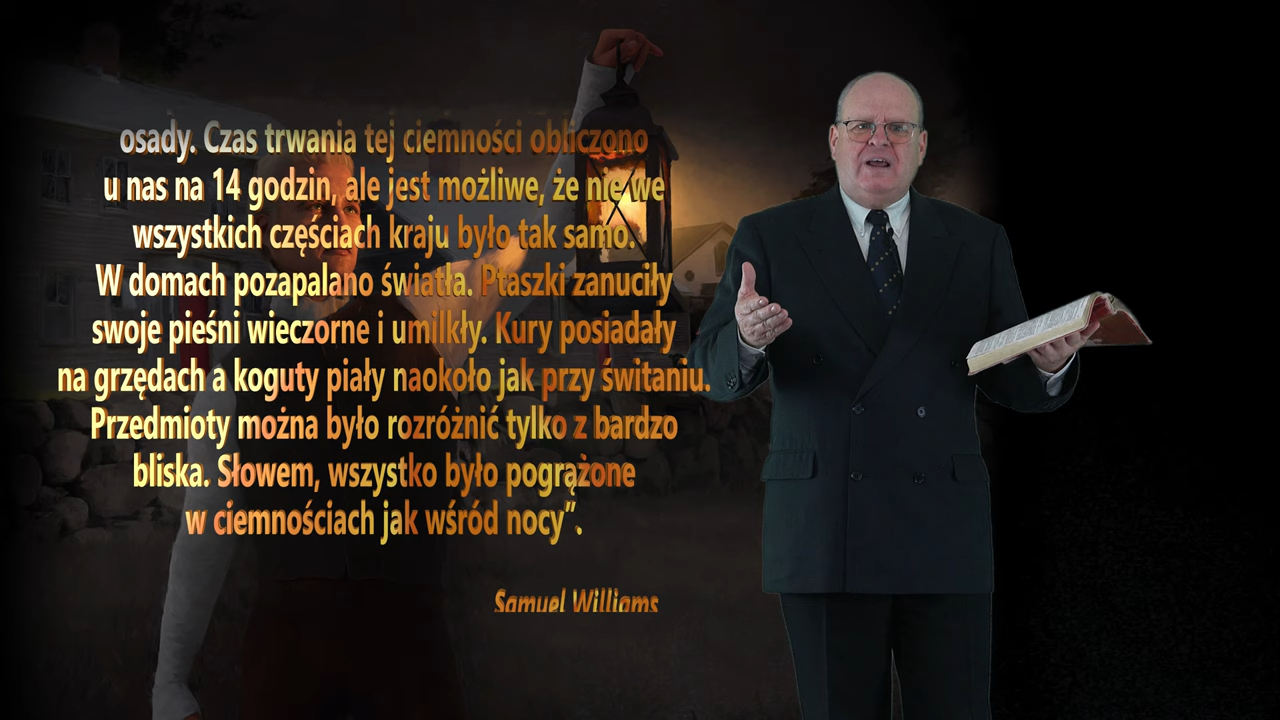 osady. Czas trwania tej ciemności obliczono
u nas na 14 godzin, ale jest możliwe, że nie we
wszystkich częściach kraju było tak samo.
W domach pozapalano światła. Ptaszki zanuciły
swoje pieśni wieczorne i umilkły. Kury posiadały
na grzędach a koguty piały naokoło jak przy świtaniu.
Przedmioty można było rozróżnić tylko z bardzo
bliska. Słowem, wszystko było pogrążone
w ciemnościach jak wśród nocy”.
Samuel Williams